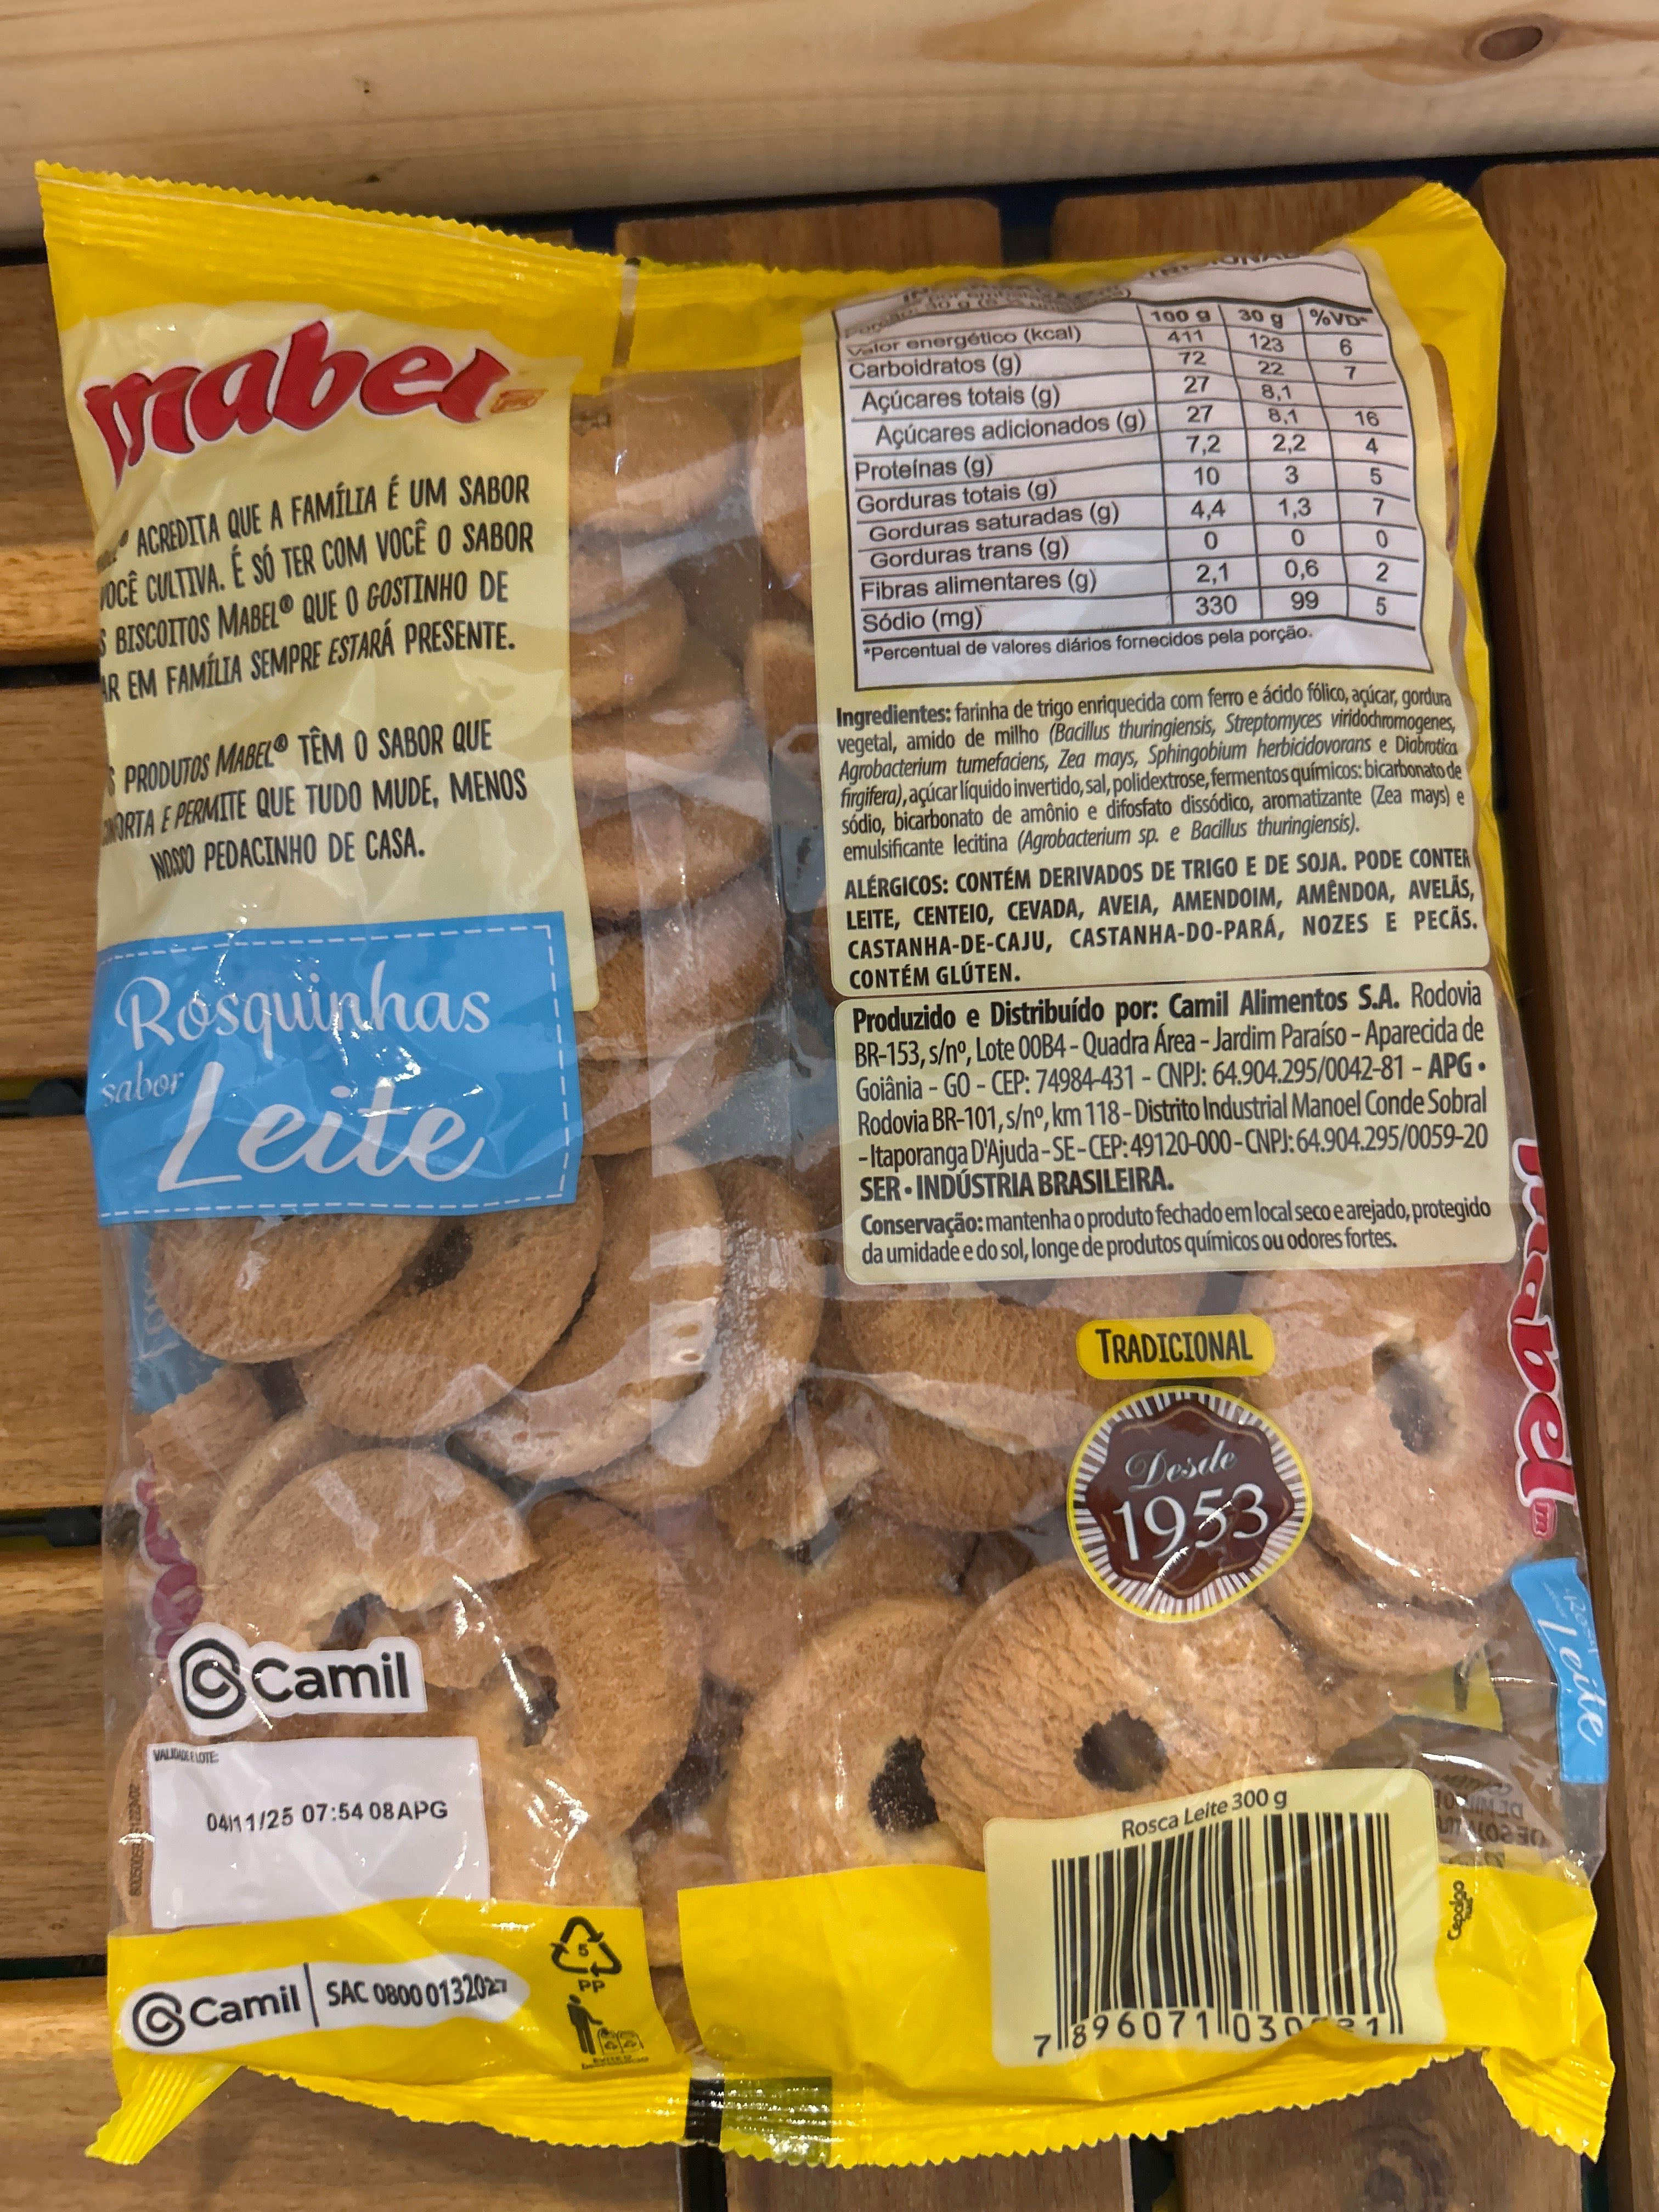 mabel
ACREDITA QUE A FAMÍLIA É UM SABOR
VOCÊ CULTIVA. É SÓ TER COM VOCÊ O SABOR
S BISCOITOS MABEL® QUE O GOSTINHO DE
AR EM FAMÍLIA SEMPRE ESTARÁ PRESENTE.
S PRODUTOS MABEL® TÊM O SABOR QUE
ORTA E PERMITE QUE TUDO MUDE, MENOS
NOSSO PEDACINHO DE CASA.
Rosquinhas
sabor
Leite
100 g 30 g %VD*
Valor energético (kcal) 411 123 6
Carboidratos (g) 72 22 7
Açúcares totais (g) 27 8,1
Açúcares adicionados (g) 27 8,1 16
Proteínas (g) 7,2 2,2 4
Gorduras totais (g) 10 3 5
Gorduras saturadas (g) 4,4 1,3 7
Gorduras trans (g) 0 0 0
Fibras alimentares (g) 2,1 0,6 2
Sódio (mg) 330 99 5
*Percentual de valores diários fornecidos pela porção.
Ingredientes: farinha de trigo enriquecida com ferro e ácido fólico, açúcar, gordura
vegetal, amido de milho (Bacillus thuringiensis, Streptomyces viridochromogenes,
Agrobacterium tumefaciens, Zea mays, Sphingobium herbicidovorans e Diabrotica
firgifera), açúcar líquido invertido, sal, polidextrose, fermentos químicos: bicarbonato de
sódio, bicarbonato de amônio e difosfato dissódico, aromatizante (Zea mays) e
emulsificante lecitina (Agrobacterium sp. e Bacillus thuringiensis).
ALÉRGICOS: CONTÉM DERIVADOS DE TRIGO E DE SOJA. PODE CONTER
LEITE, CENTEIO, CEVADA, AVEIA, AMENDOIM, AMÊNDOA, AVELÃS,
CASTANHA-DE-CAJU, CASTANHA-DO-PARÁ, NOZES E PECÃS.
CONTÉM GLÚTEN.
Produzido e Distribuído por: Camil Alimentos S.A. Rodovia
BR-153, s/nº, Lote 00B4 - Quadra Área - Jardim Paraíso - Aparecida de
Goiânia - GO - CEP: 74984-431 - CNPJ: 64.904.295/0042-81 - APG •
Rodovia BR-101, s/nº, km 118 - Distrito Industrial Manoel Conde Sobral
- Itaporanga D'Ajuda - SE - CEP: 49120-000 - CNPJ: 64.904.295/0059-20
SER • INDÚSTRIA BRASILEIRA.
Conservação: mantenha o produto fechado em local seco e arejado, protegido
da umidade e do sol, longe de produtos químicos ou odores fortes.
TRADICIONAL
Desde
1953
mabel
Leite
Camil
VALIDADE E LOTE:
04/11/25 07:54 08APG
Camil SAC 0800 0132027
5
PP
Rosca Leite 300 g
7 896071 030
Cepalgo